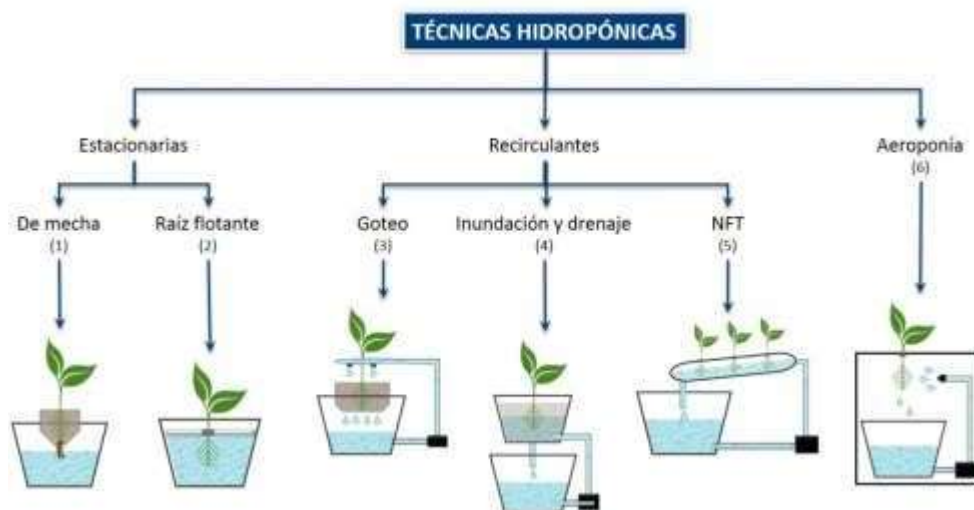 TÉCNICAS HIDROPÓNICAS
Estacionarias
Recirculantes
Aeroponía
(6)
De mecha
(1)
Raíz flotante
(2)
Goteo
(3)
Inundación y drenaje
(4)
NFT
(5)